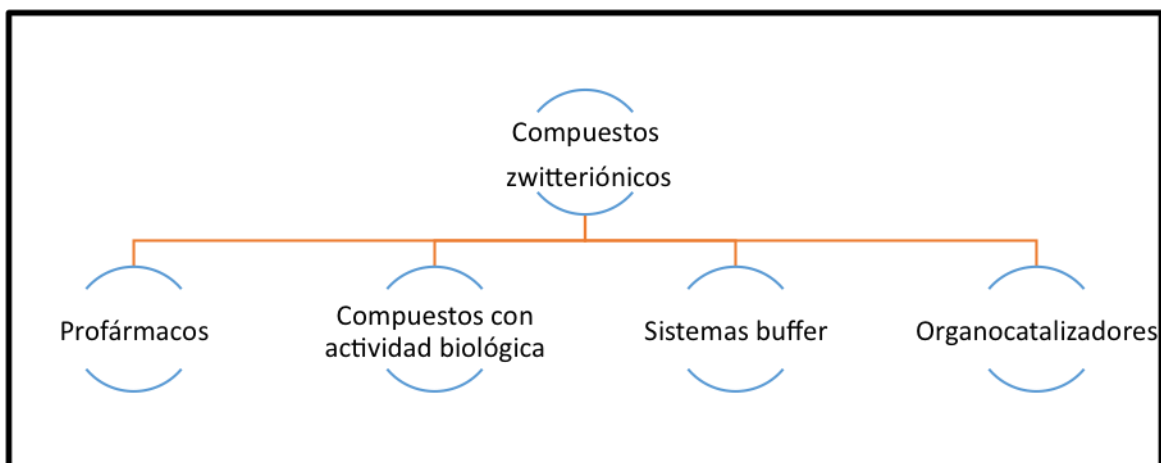 Compuestos
zwitteriónicos
Profármacos
Compuestos con
actividad biológica
Sistemas buffer
Organocatalizadores